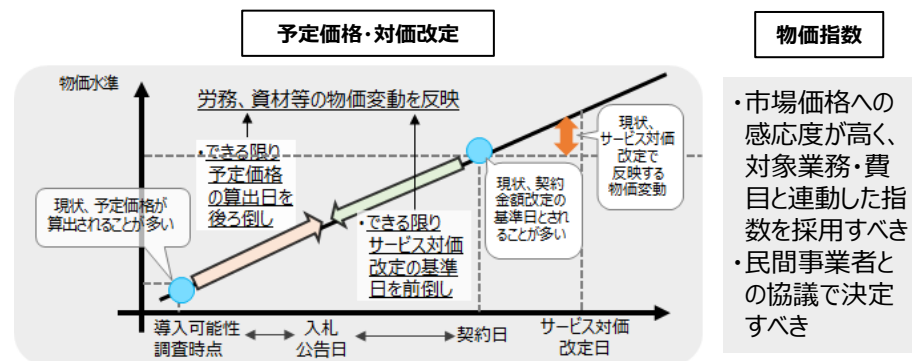 予定価格・対価改定
物価指数
物価水準
労務、資材等の物価変動を反映
・できる限り
予定価格
の算出日を
後ろ倒し
現状、予定価格が
算出されることが多い
・できる限り
サービス対価
改定の基準
日を前倒し
現状、契約
金額改定の
基準日とされ
ることが多い
現状、
サービス対価
改定で
反映する
物価変動
導入可能性
調査時点
入札
公告日
契約日
サービス対価
改定日
・市場価格への
感応度が高く、
対象業務・費
目と連動した指
数を採用すべき
・民間事業者と
の協議で決定
すべき